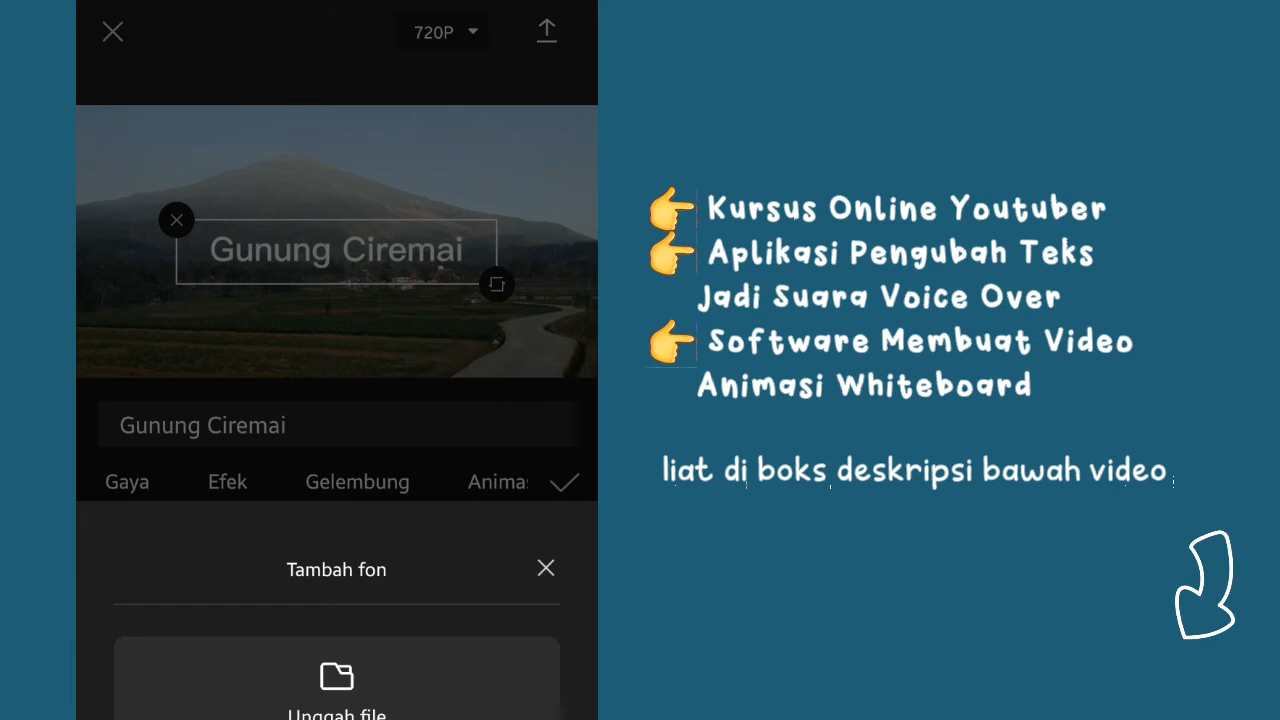 720P
Gunung Ciremai
Gunung Ciremai
Gaya Efek Gelembung Anima
Tambah fon
Unggah file
Kursus Online Youtuber
Aplikasi Pengubah Teks
Jadi Suara Voice Over
Software Membuat Video
Animasi Whiteboard
liat di boks deskripsi bawah video